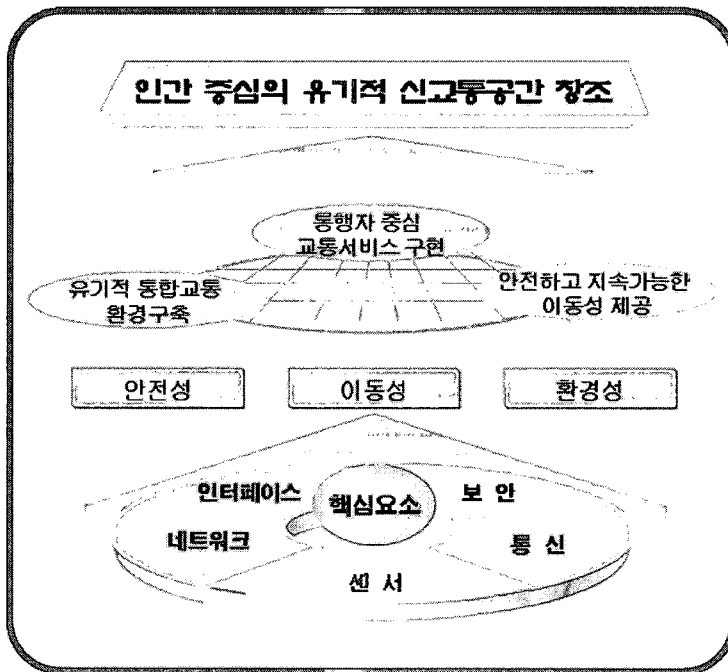 인간 중심의 유기적 신교통공간 창조
통행자 중심
교통서비스 구현
유기적 통합교통
환경구축
안전하고 지속가능한
이동성 제공
안전성
이동성
환경성
인터페이스
핵심요소
보 안
네트워크
통 신
센 서